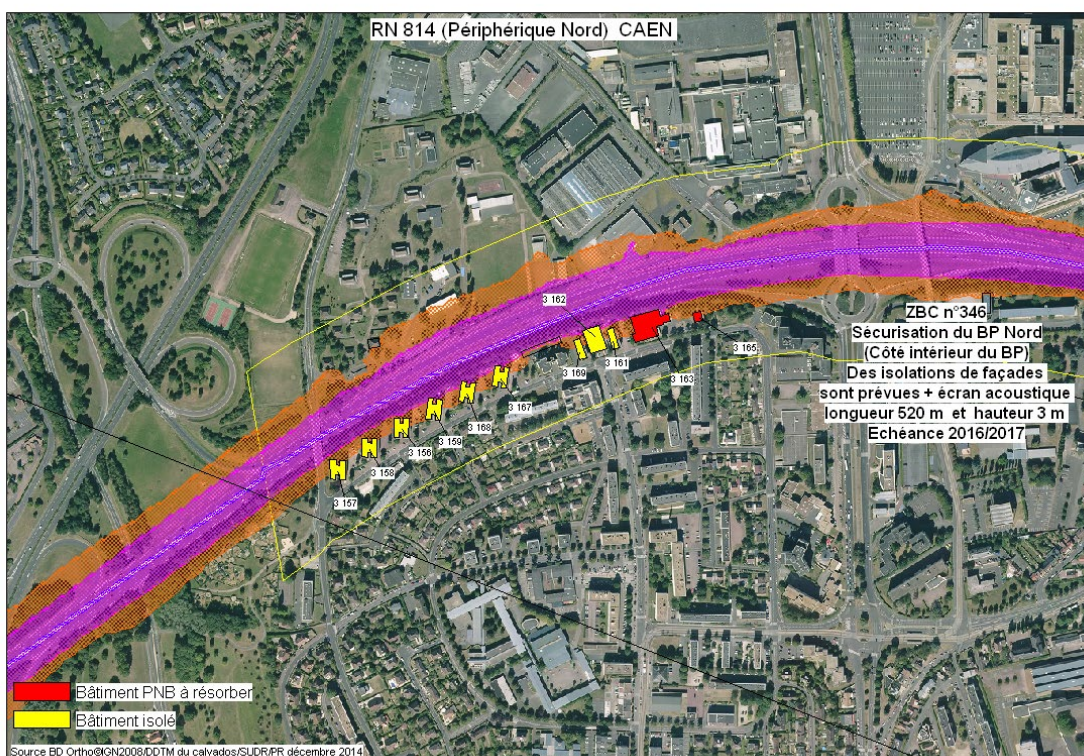 RN 814 (Périphérique Nord) CAEN
3 162
ZBC n°346
Sécurisation du BP Nord
(Côté intérieur du BP)
Des isolations de façades
sont prévues + écran acoustique
longueur 520 m et hauteur 3 m
Echéance 2016/2017
3 165
3 161
3 169
3 163
3 167
3 168
3 159
3 156
3 158
3 157
Bâtiment PNB à résorber
Bâtiment isolé
Source BD Ortho©IGN2008/DDTM du calvados/SUDR/PR décembre 2014